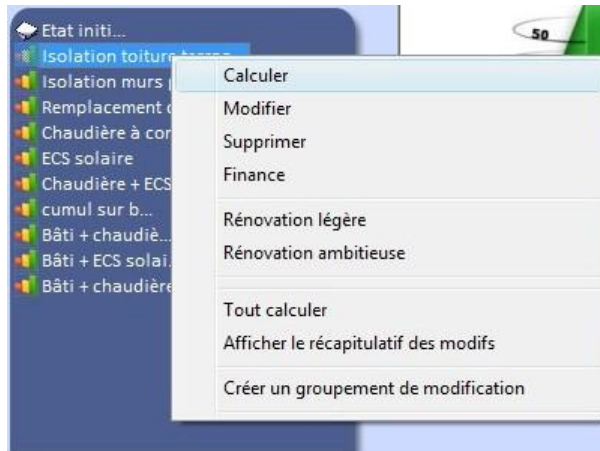 Etat initi...
Isolation toiture
Isolation murs
Remplacement
Chaudière à
ECS solaire
Chaudière + ECS
cumul sur b...
Bâti + chaudiè...
Bâti + ECS solai.
Bâti + chaudière
Calculer
Modifier
Supprimer
Finance
Rénovation légère
Rénovation ambitieuse
Tout calculer
Afficher le récapitulatif des modifs
Créer un groupement de modification
50